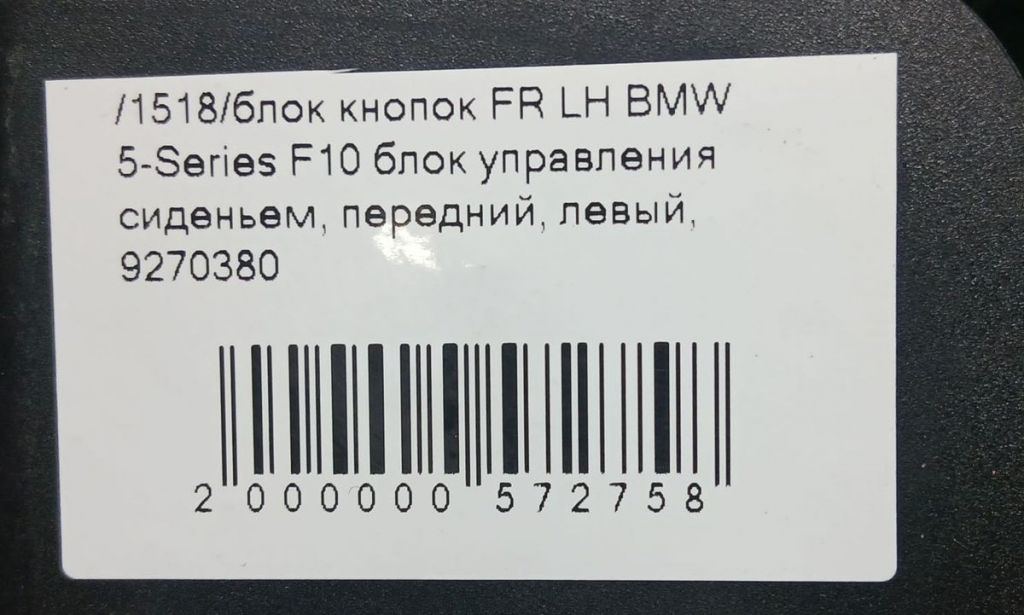 /1518/блок кнопок FR LH BMW
5-Series F10 блок управления
сиденьем, передний, левый,
9270380
2 000000 572758